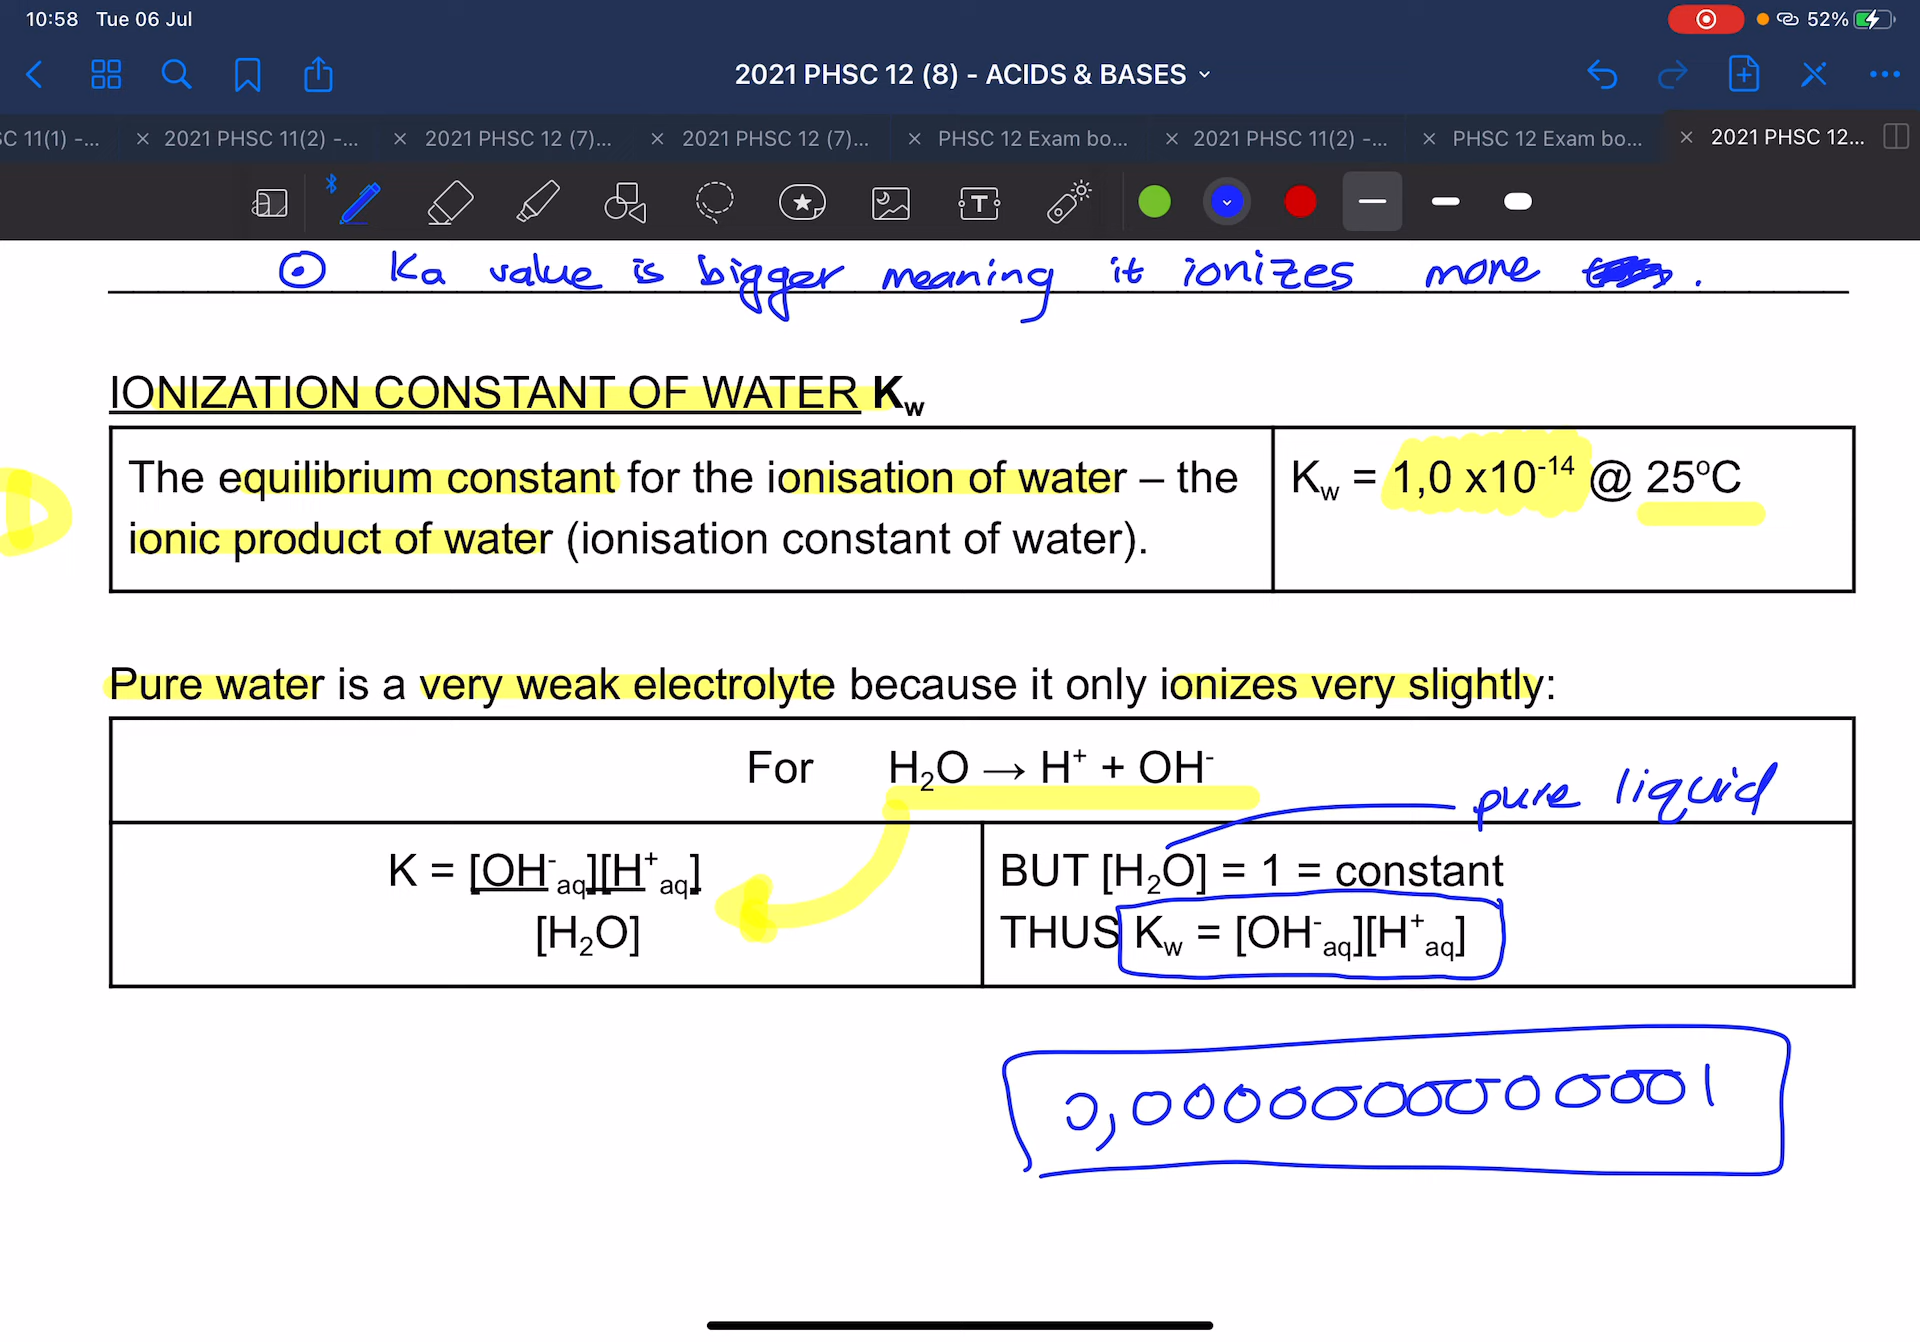 10:58 Tue 06 Jul 52%
2021 PHSC 12 (8) - ACIDS & BASES
SC 11(1) -... × 2021 PHSC 11(2) -... × 2021 PHSC 12 (7)... × 2021 PHSC 12 (7)... × PHSC 12 Exam bo... × 2021 PHSC 11(2) -... × PHSC 12 Exam bo... × 2021 PHSC 12...
Ka value is bigger meaning it ionizes more .
IONIZATION CONSTANT OF WATER Kw
The equilibrium constant for the ionisation of water – the
ionic product of water (ionisation constant of water).
Kw = 1,0 x10⁻¹⁴ @ 25ºC
Pure water is a very weak electrolyte because it only ionizes very slightly:
For H₂O → H⁺ + OH⁻
pure liquid
K = [OH⁻aq][H⁺aq]
[H₂O]
BUT [H₂O] = 1 = constant
THUS Kw = [OH⁻aq][H⁺aq]